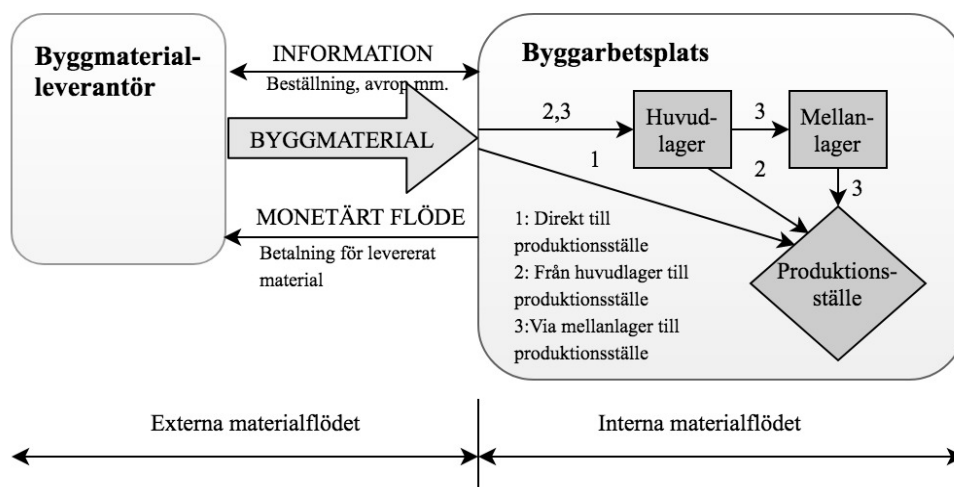 Byggmaterial-
leverantör
INFORMATION
Beställning, avrop mm.
BYGGMATERIAL
MONETÄRT FLÖDE
Betalning för levererat
material
Byggarbetsplats
2,3
Huvud-
lager
3
Mellan-
lager
1
2
3
1: Direkt till
produktionsställe
2: Från huvudlager till
produktionsställe
3:Via mellanlager till
produktionsställe
Produktions-
ställe
Externa materialflödet
Interna materialflödet